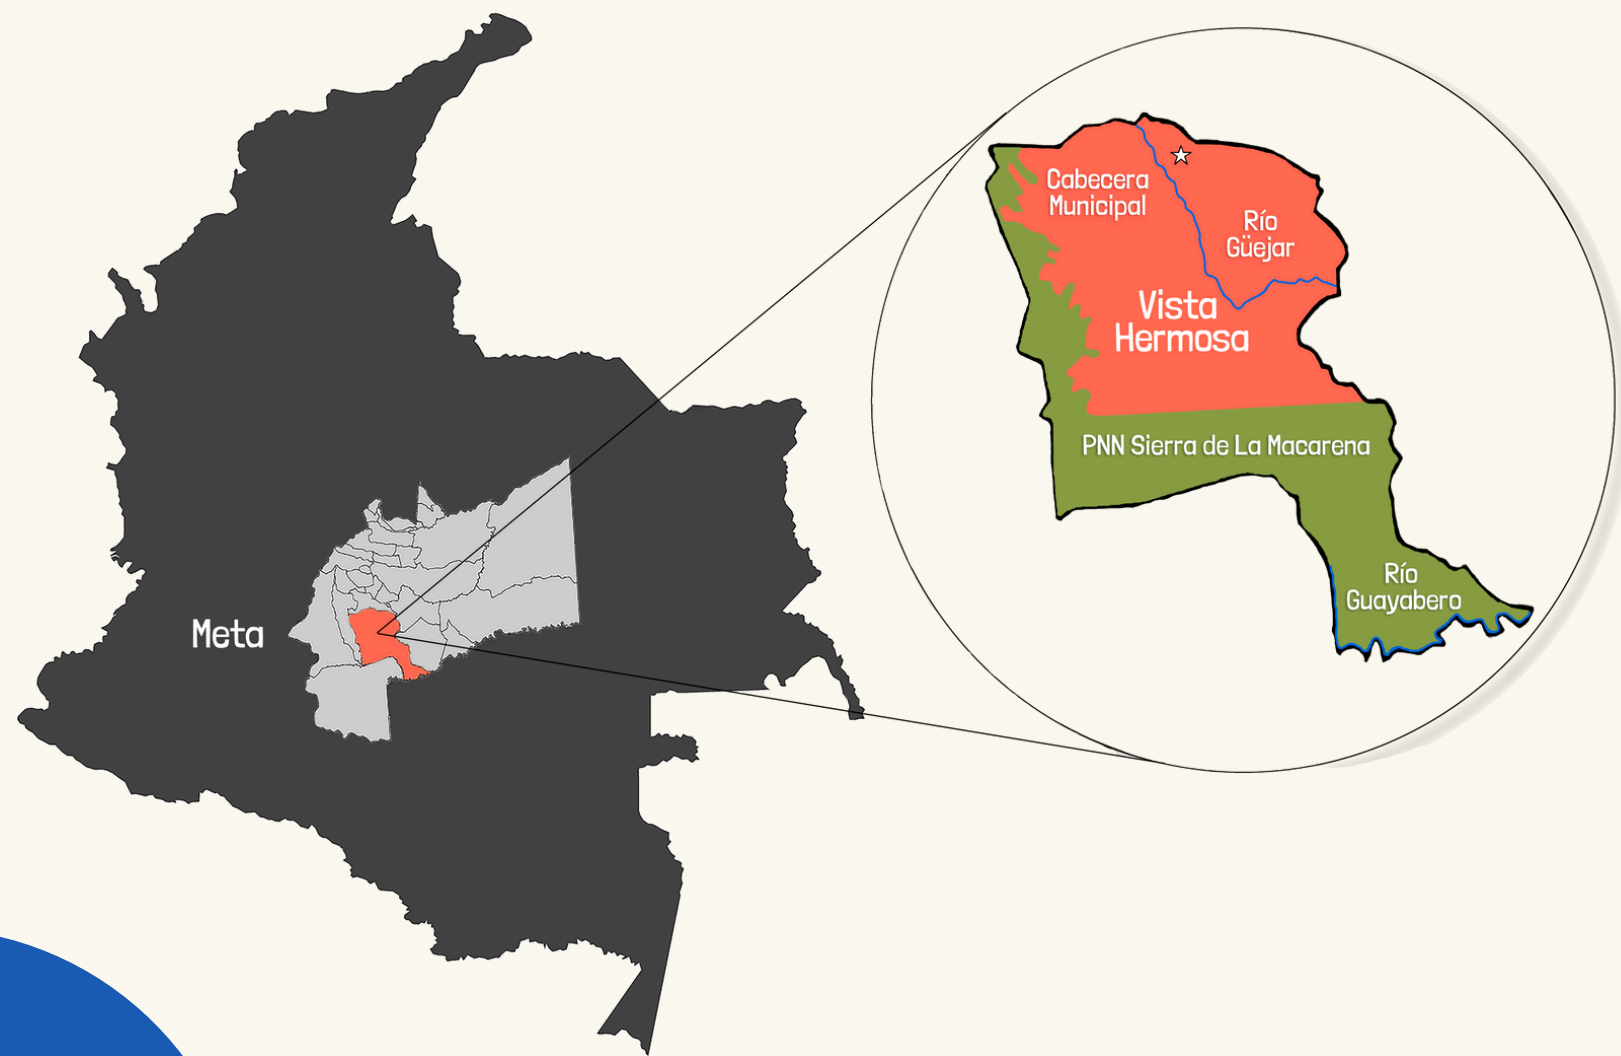 Cabecera
Municipal
Río
Güejar
Vista
Hermosa
PNN Sierra de La Macarena
Río
Guayabero
Meta